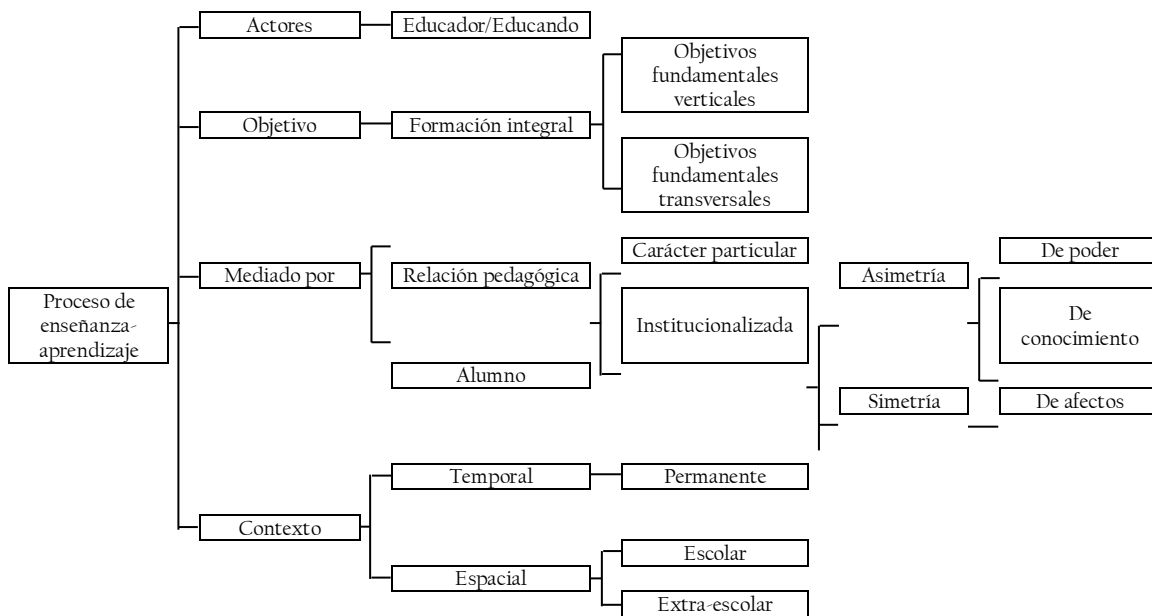 Actores
Educador/Educando
Objetivos
fundamentales
verticales
Objetivo
Formación integral
Objetivos
fundamentales
transversales
Carácter particular
De poder
Mediado por
Relación pedagógica
Asimetría
Proceso de
enseñanza-
aprendizaje
Institucionalizada
De
conocimiento
Alumno
Simetría
De afectos
Temporal
Permanente
Contexto
Escolar
Espacial
Extra-escolar